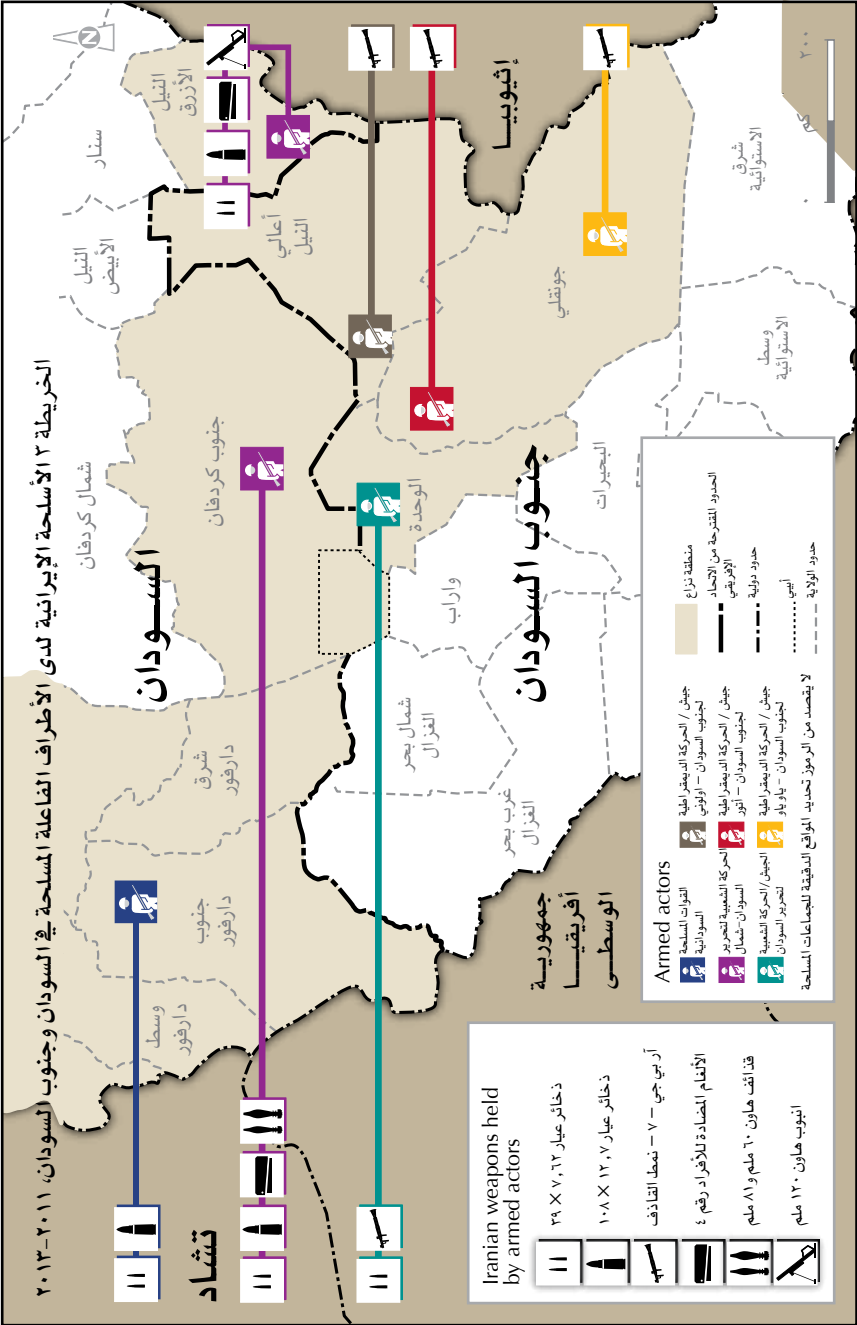 الخريطة ٣ الأسلحة الإيرانية لدى الأطراف الفاعلة المسلحة في السودان وجنوب السودان، ٢٠١١-٢٠١٣
N
سنار
النيل
الأزرق
النيل
الأبيض
أعالي
النيل
إثيوبيا
شمال كردفان
السودان
جنوب كردفان
الوحدة
جونقلي
شرق
الاستوائية
وسط
الاستوائية
البحيرات
واراب
جنوب السودان
شمال بحر
الغزال
غرب بحر
الغزال
شرق
دارفور
جنوب
دارفور
وسط
دارفور
تشاد
جمهورية
أفريقيا
الوسطى
٠
كم
٢٠٠
Armed actors
القوات المسلحة
السودانية
الحركة الشعبية لتحرير
السودان-شمال
الجيش/الحركة الشعبية
لتحرير السودان
جيش / الحركة الديمقراطية
لجنوب السودان – اولوني
جيش / الحركة الديمقراطية
لجنوب السودان – اثور
جيش / الحركة الديمقراطية
لجنوب السودان - ياو ياو
منطقة نزاع
الحدود المقترحة من الاتحاد
الإفريقي
حدود دولية
أبيي
حدود الولاية
لا يقصد من الرموز تحديد المواقع الدقيقة للجماعات المسلحة
Iranian weapons held
by armed actors
ذخائر عيار ٧,٦٢ X ٣٩
ذخائر عيار ١٢,٧ X ١٠٨
آر بي جي – ٧ – نمط القاذف
الألغام المضادة للأفراد رقم ٤
قذائف هاون ٦٠ ملم و٨١ ملم
انبوب هاون ١٢٠ ملم